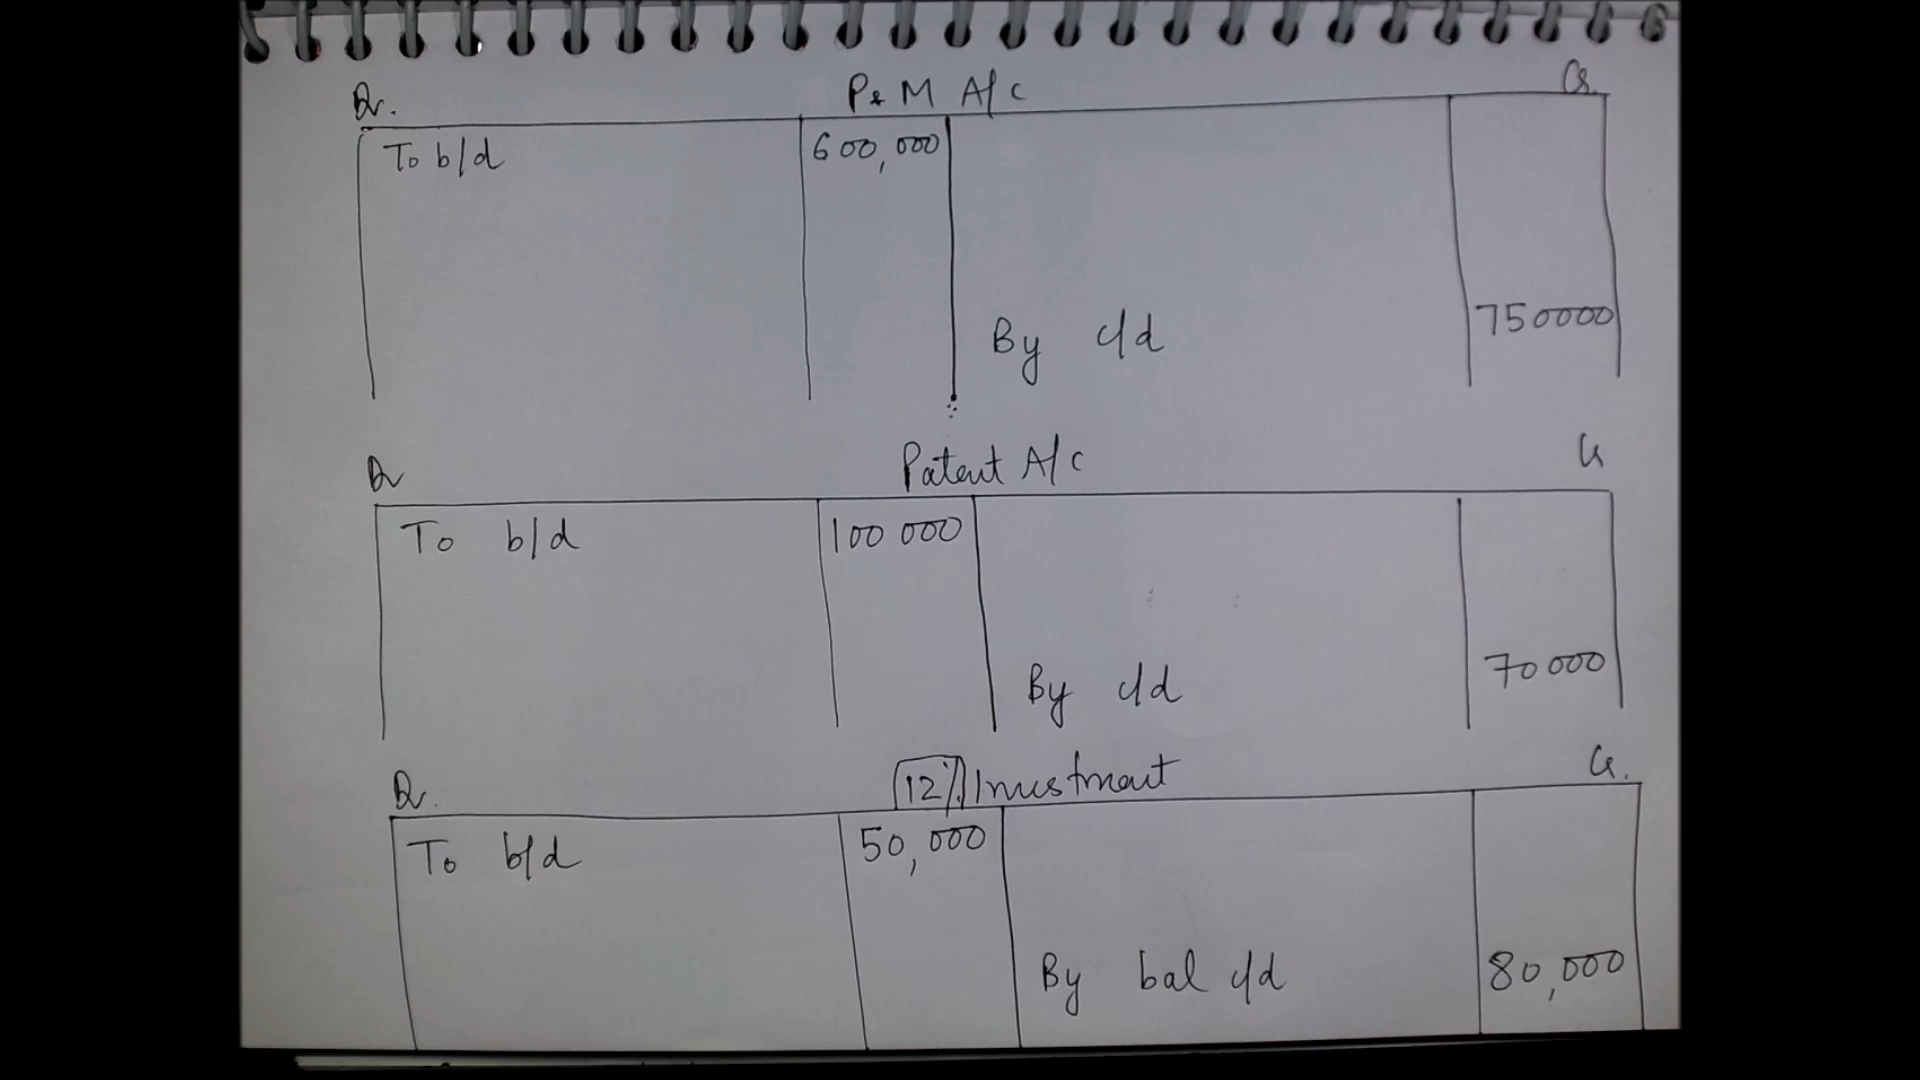 Dr. P & M A/c Cr.
To b/d 600,000
By c/d 750000
Dr Patent A/c Cr
To b/d 100 000
By c/d 70 000
Dr. 12% Investment Cr.
To b/d 50,000
By bal c/d 80,000